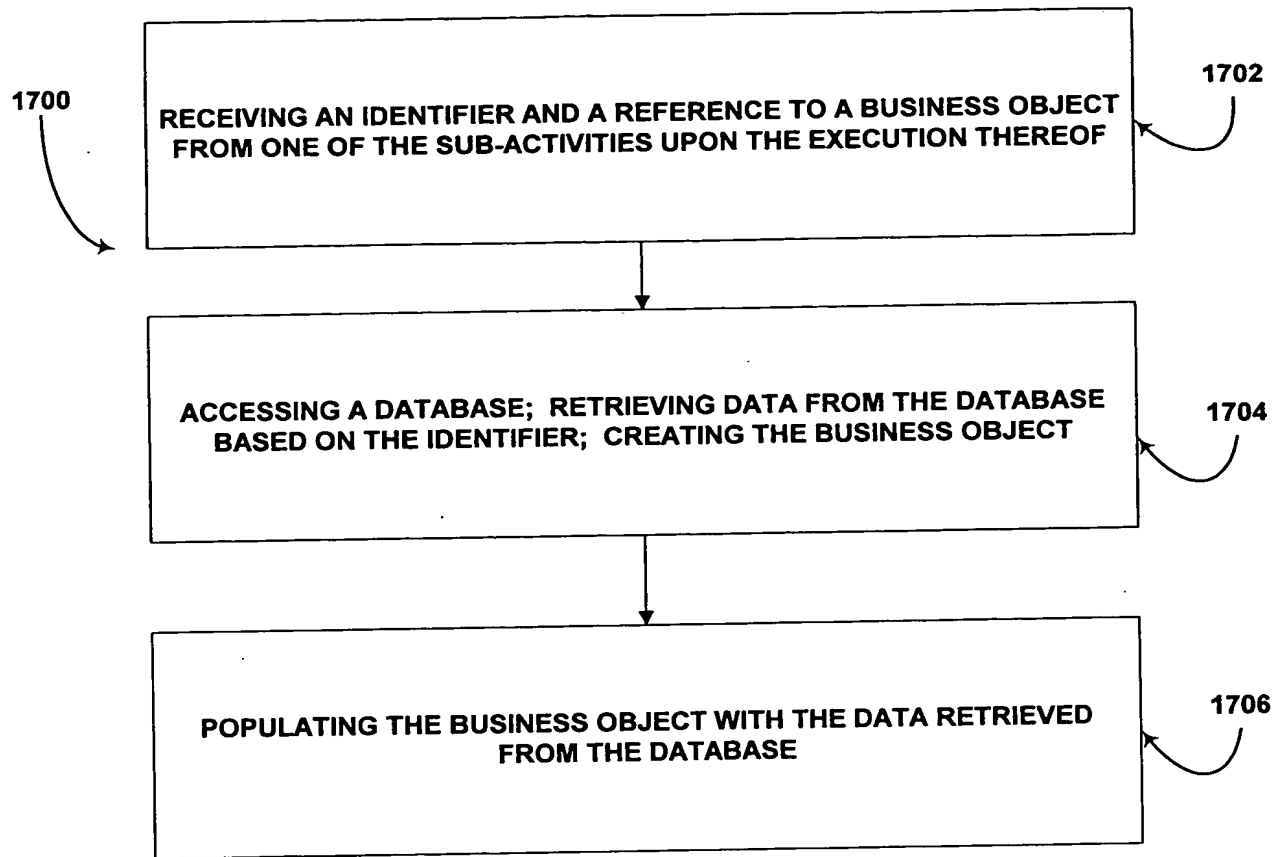 1700
1702
RECEIVING AN IDENTIFIER AND A REFERENCE TO A BUSINESS OBJECT
FROM ONE OF THE SUB-ACTIVITIES UPON THE EXECUTION THEREOF
ACCESSING A DATABASE; RETRIEVING DATA FROM THE DATABASE
BASED ON THE IDENTIFIER; CREATING THE BUSINESS OBJECT
1704
POPULATING THE BUSINESS OBJECT WITH THE DATA RETRIEVED
FROM THE DATABASE
1706